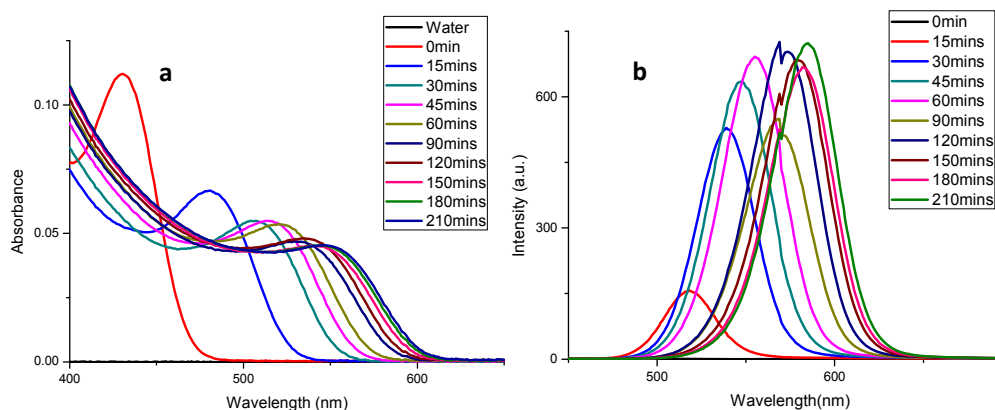 a
Absorbance
0.10
0.05
0.00
400
500
600
Wavelength (nm)
Water
0min
15mins
30mins
45mins
60mins
90mins
120mins
150mins
180mins
210mins
b
Intensity (a.u.)
600
300
0
500
600
Wavelength(nm)
0min
15mins
30mins
45mins
60mins
90mins
120mins
150mins
180mins
210mins